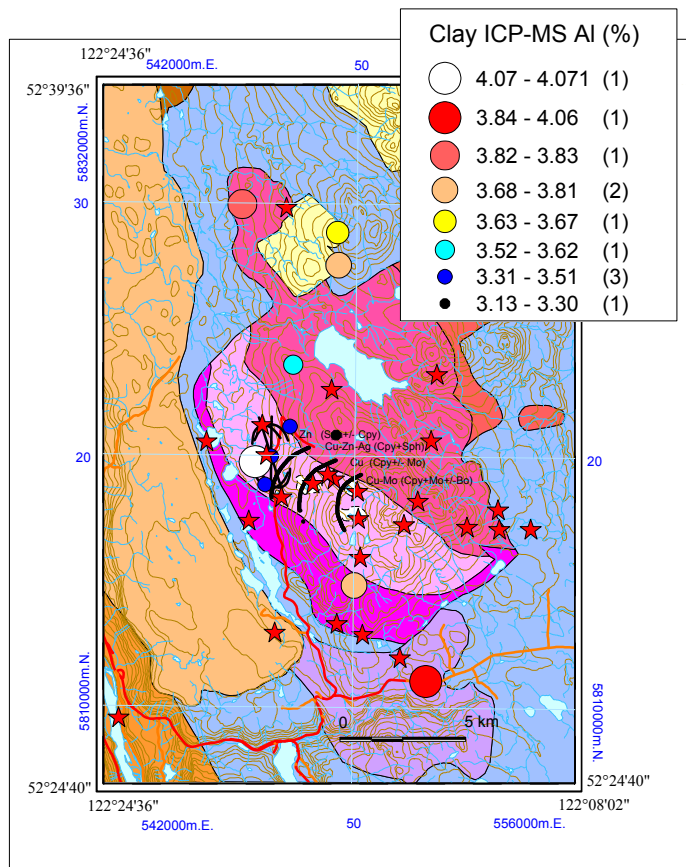 Clay ICP-MS Al (%)
4.07 - 4.071 (1)
3.84 - 4.06 (1)
3.82 - 3.83 (1)
3.68 - 3.81 (2)
3.63 - 3.67 (1)
3.52 - 3.62 (1)
3.31 - 3.51 (3)
3.13 - 3.30 (1)
122°24'36"
542000m.E.
50
52°39'36"
5832000m.N.
30
Zn (Sph+/- Cpy)
Cu-Zn-Ag (Cpy+Sph)
20
20
Cu (Cpy+/- Mo)
Cu-Mo (Cpy+Mo+/-Bo)
5810000m.N.
5810000m.N.
0
5 km
52°24'40"
52°24'40"
122°24'36"
122°08'02"
542000m.E.
50
556000m.E.